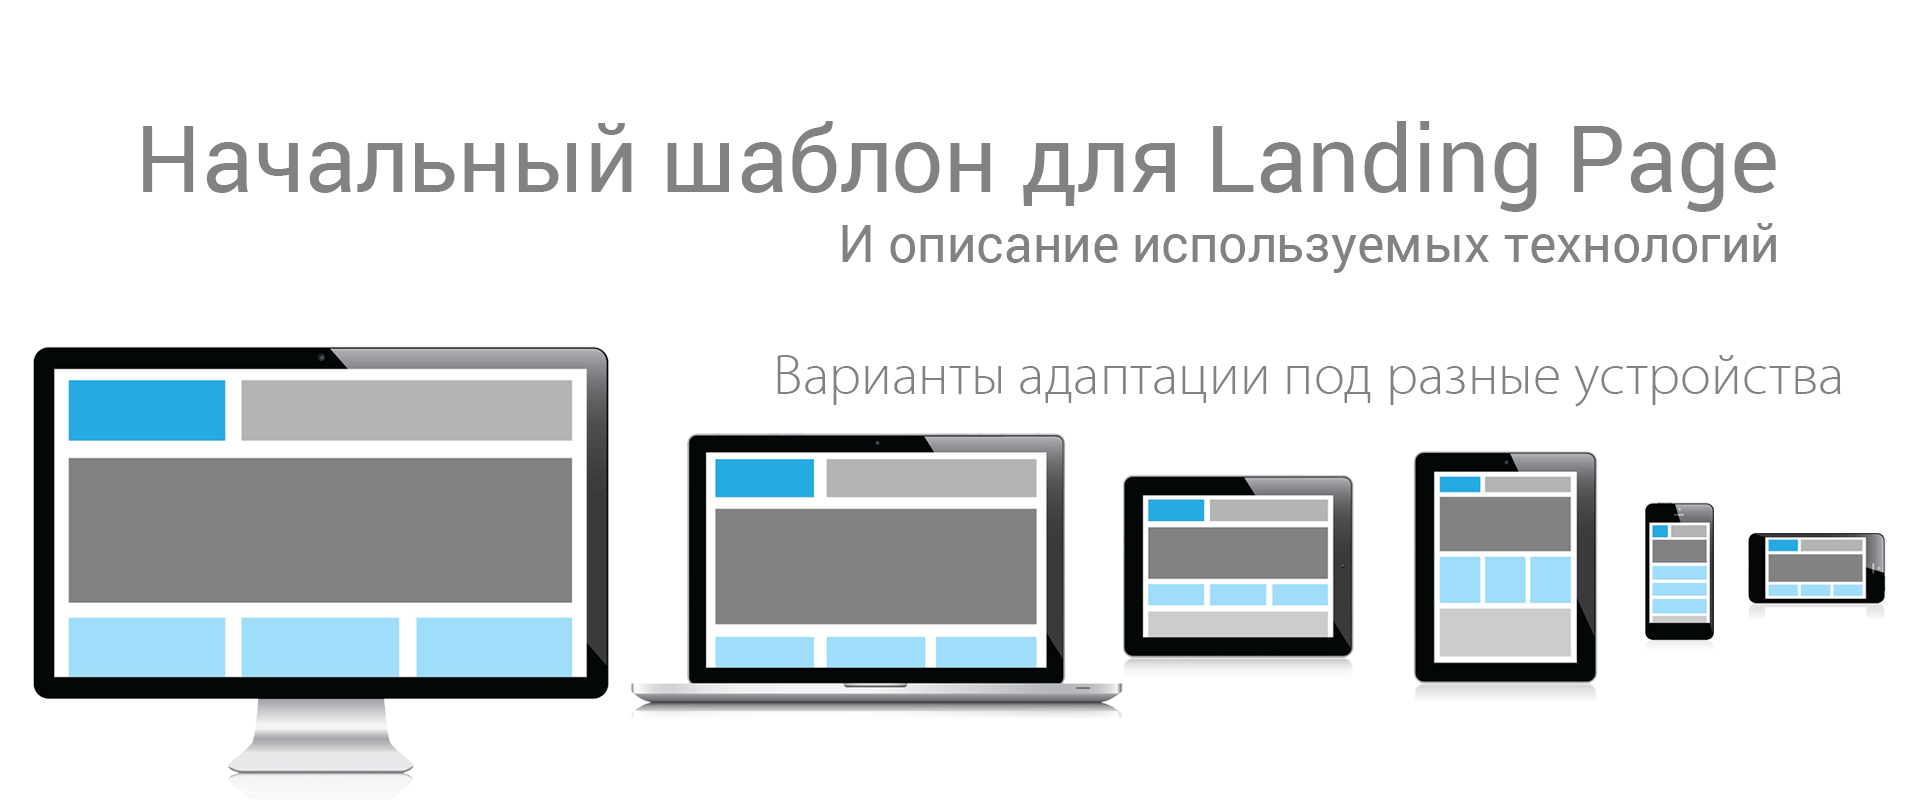 Начальный шаблон для Landing Page
И описание используемых технологий
Варианты адаптации под разные устройства